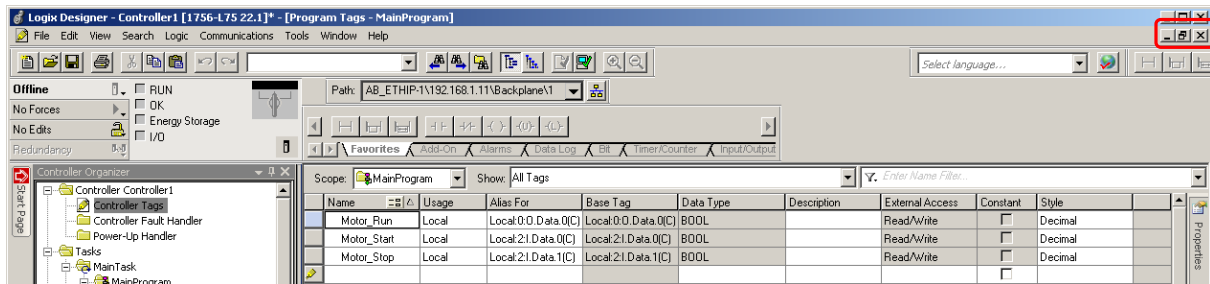 Logix Designer - Controller1 [1756-L75 22.1]* - [Program Tags - MainProgram]
File Edit View Search Logic Communications Tools Window Help
Select language...
Offline
RUN
Path: AB_ETHIP-1\192.168.1.11\Backplane\1
No Forces
OK
Energy Storage
No Edits
I/O
Redundancy
Favorites Add-On Alarms Data Log Bit Timer/Counter Input/Output
Start Page
Controller Organizer
Controller Controller1
Controller Tags
Controller Fault Handler
Power-Up Handler
Tasks
MainTask
MainProgram
Scope: MainProgram Show: All Tags Enter Name Filter...
Name Usage Alias For Base Tag Data Type Description External Access Constant Style
Motor_Run Local Local:0:O.Data.0(C) Local:0:O.Data.0(C) BOOL Read/Write Decimal
Motor_Start Local Local:2:I.Data.0(C) Local:2:I.Data.0(C) BOOL Read/Write Decimal
Motor_Stop Local Local:2:I.Data.1(C) Local:2:I.Data.1(C) BOOL Read/Write Decimal
Properties